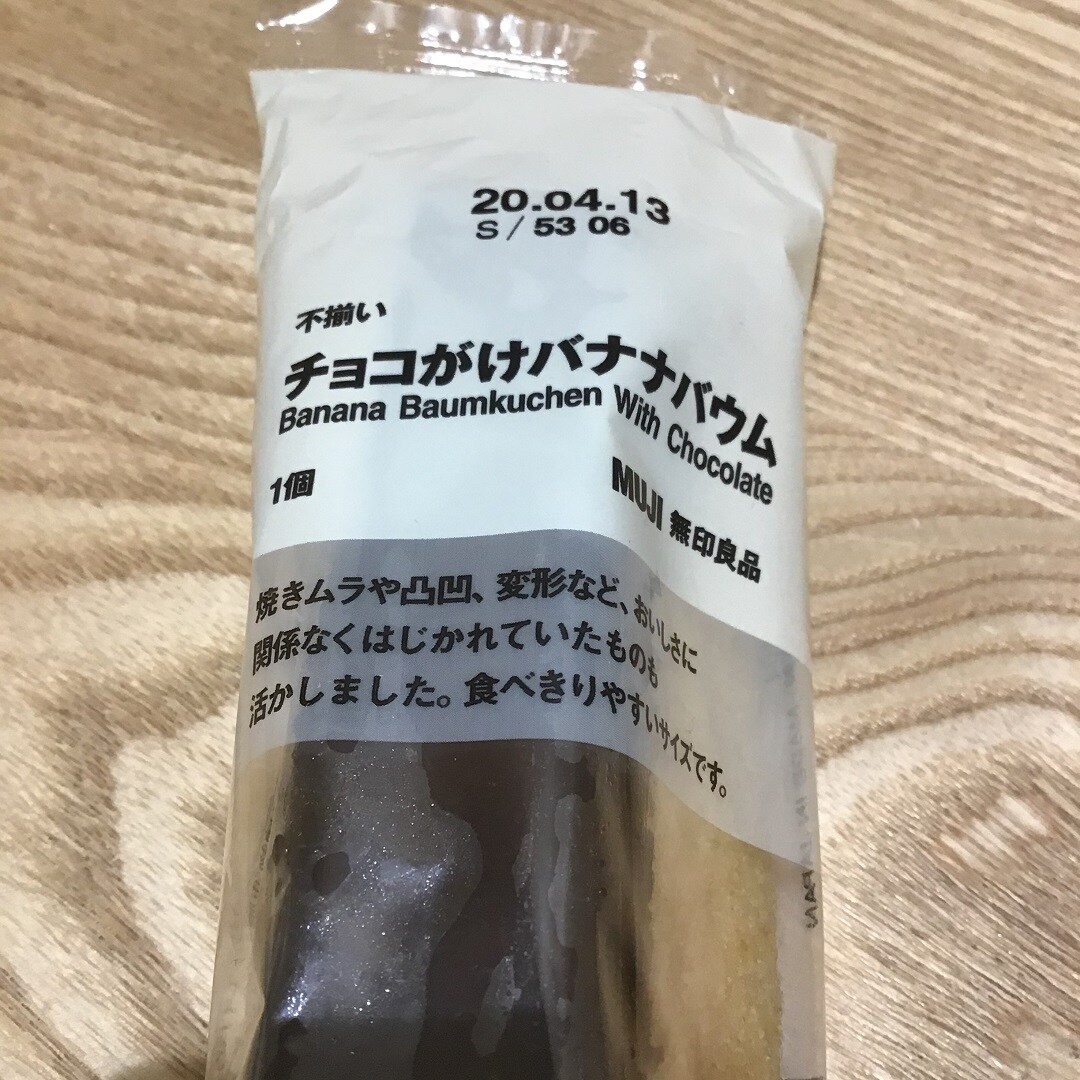 20.04.13
S / 53 06
不揃い
チョコがけバナナバウム
Banana Baumkuchen With Chocolate
1個
MUJI 無印良品
焼きムラや凸凹、変形など、おいしさに
関係なくはじかれていたものも
活かしました。食べきりやすいサイズです。